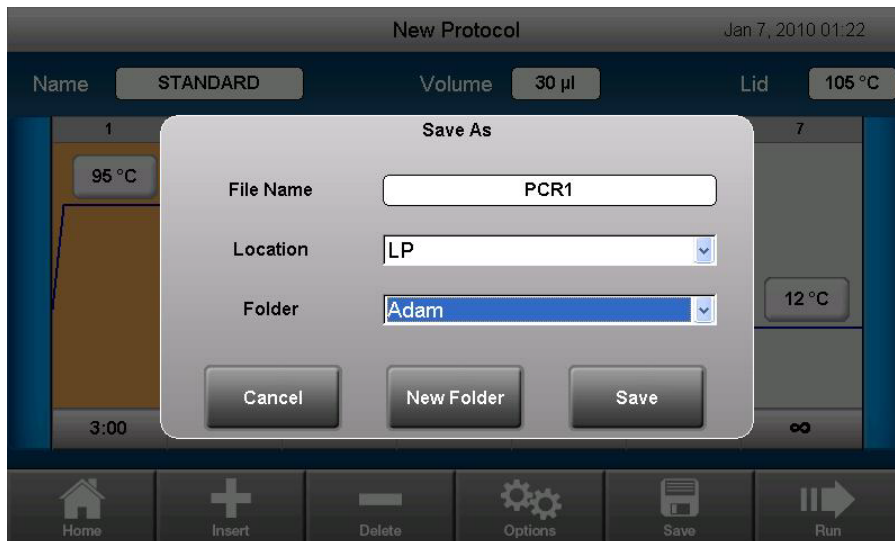 New Protocol Jan 7, 2010 01:22
Name STANDARD Volume 30 µl Lid 105 °C
1 Save As 7
95 °C
File Name PCR1
Location LP
Folder Adam
12 °C
Cancel New Folder Save
3:00 ∞
Home Insert Delete Options Save Run